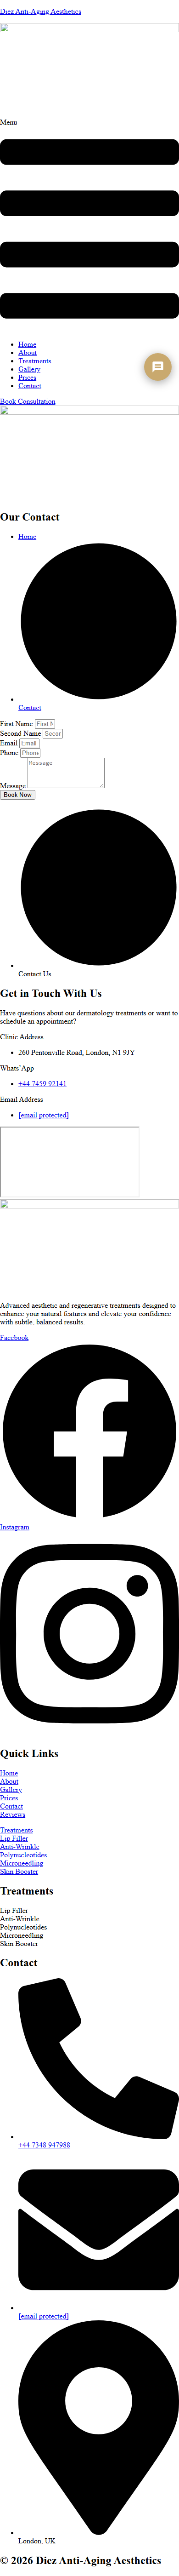 Diez Anti-Aging Aesthetics
Menu
Home
About
Treatments
Gallery
Prices
Contact
Book Consultation
Our Contact
Home
Contact
First Name First N
Second Name Secor
Email Email
Phone Phone
Message Message
Book Now
Contact Us
Get in Touch With Us
Have questions about our dermatology treatments or want to
schedule an appointment?
Clinic Address
260 Pentonville Road, London, N1 9JY
Whats’App
+44 7459 92141
Email Address
[email protected]
Advanced aesthetic and regenerative treatments designed to
enhance your natural features and elevate your confidence
with subtle, balanced results.
Facebook
Instagram
Quick Links
Home
About
Gallery
Prices
Contact
Reviews
Treatments
Lip Filler
Anti-Wrinkle
Polynucleotides
Microneedling
Skin Booster
Treatments
Lip Filler
Anti-Wrinkle
Polynucleotides
Microneedling
Skin Booster
Contact
+44 7348 947988
[email protected]
London, UK
© 2026 Diez Anti-Aging Aesthetics